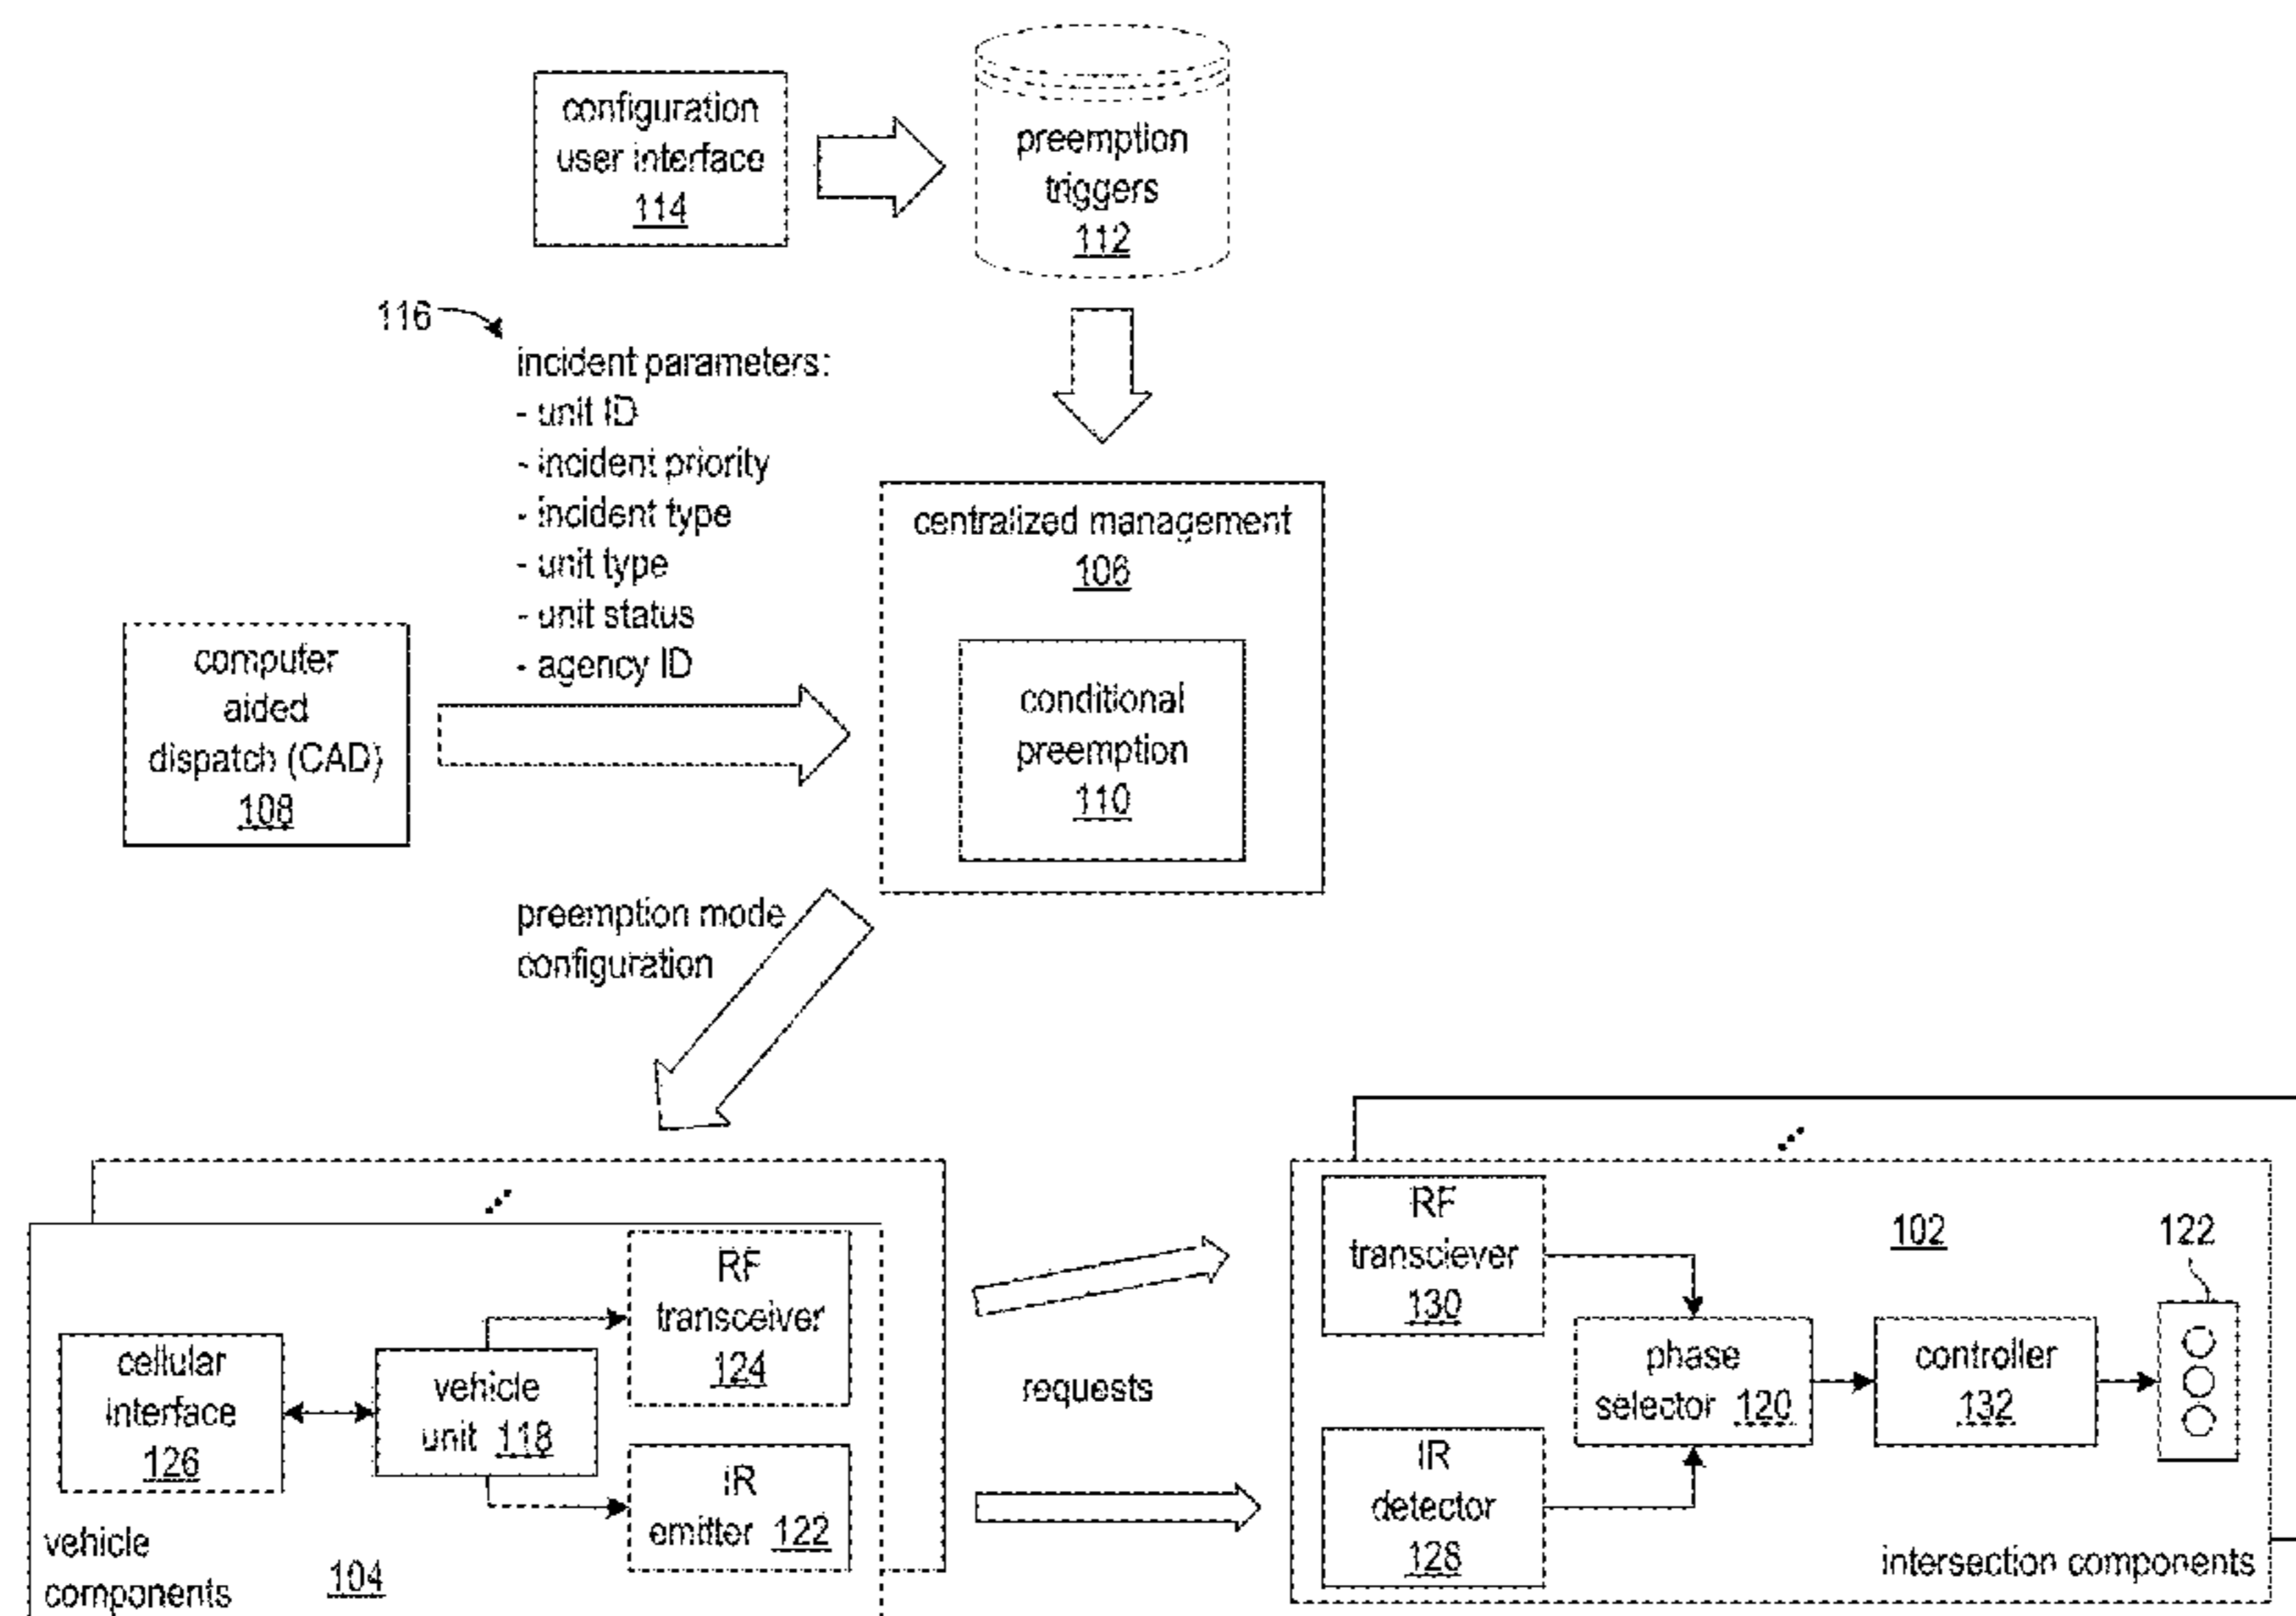 configuration
user interface
114
preemption
triggers
112
116
incident parameters:
- unit ID
- incident priority
- incident type
- unit type
- unit status
- agency ID
centralized management
106
conditional
preemption
110
computer
aided
dispatch (CAD)
108
preemption mode
configuration
RF
transceiver
124
cellular
interface
126
vehicle
unit 118
IR
emitter 122
vehicle
components 104
requests
RF
transciever
130
102
122
phase
selector 120
controller
132
IR
detector
128
intersection components